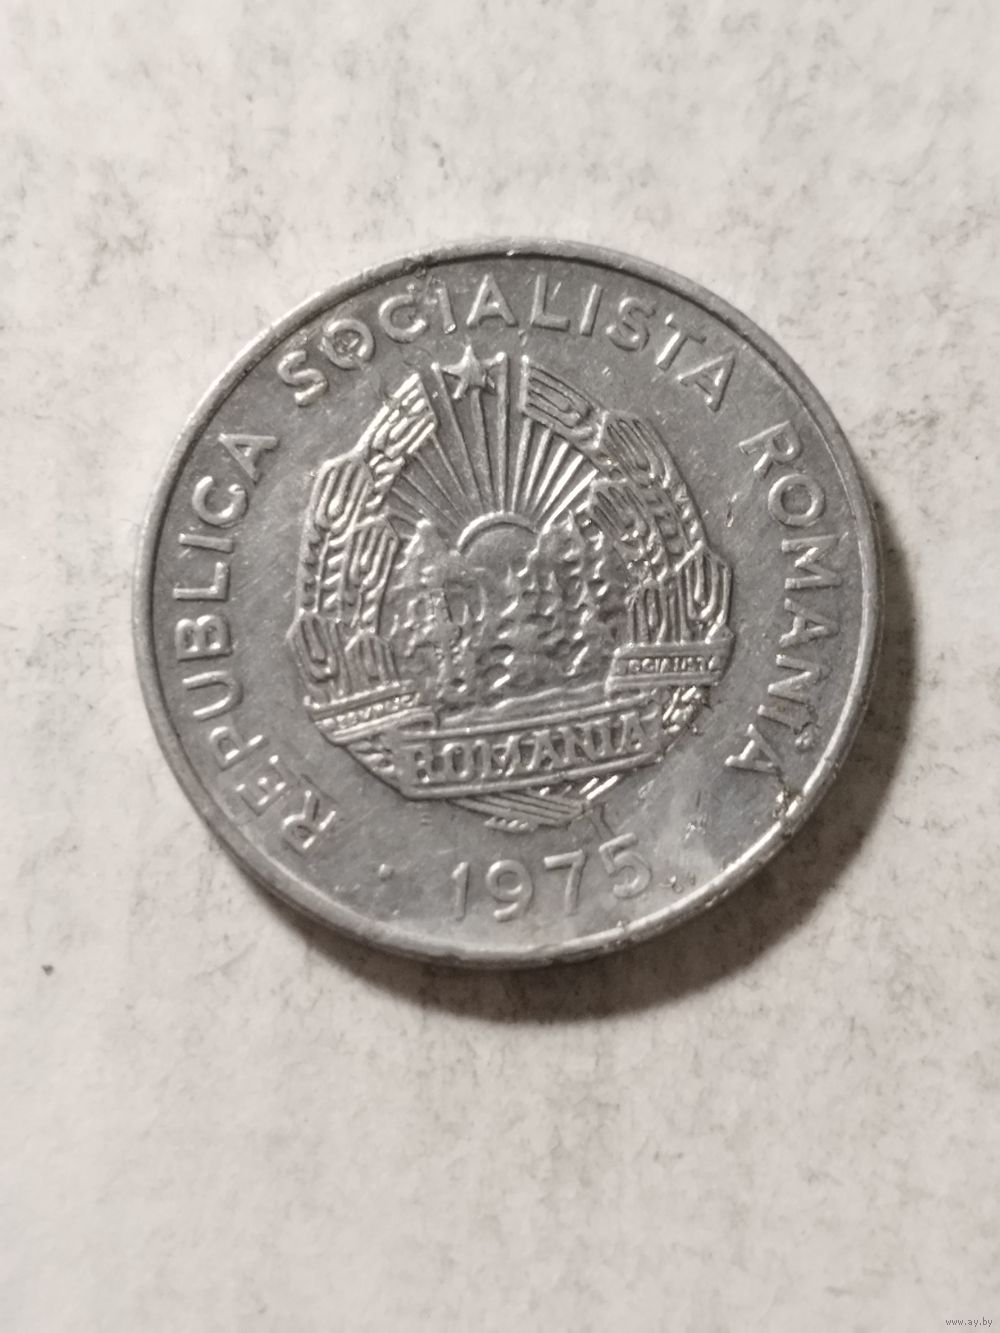 REPUBLICA SOCIALISTA ROMANIA
ROMANIA
1975
www.ay.by